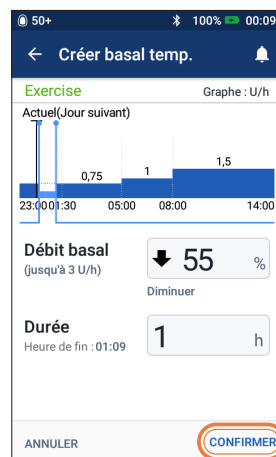 50+ 100% 00:09
Créer basal temp.
Exercise Graphe : U/h
Actuel(Jour suivant)
0,75 1 1,5
23:00 01:30 05:00 08:00 14:00
Débit basal 55 %
(jusqu'à 3 U/h)
Diminuer
Durée 1 h
Heure de fin : 01:09
ANNULER CONFIRMER